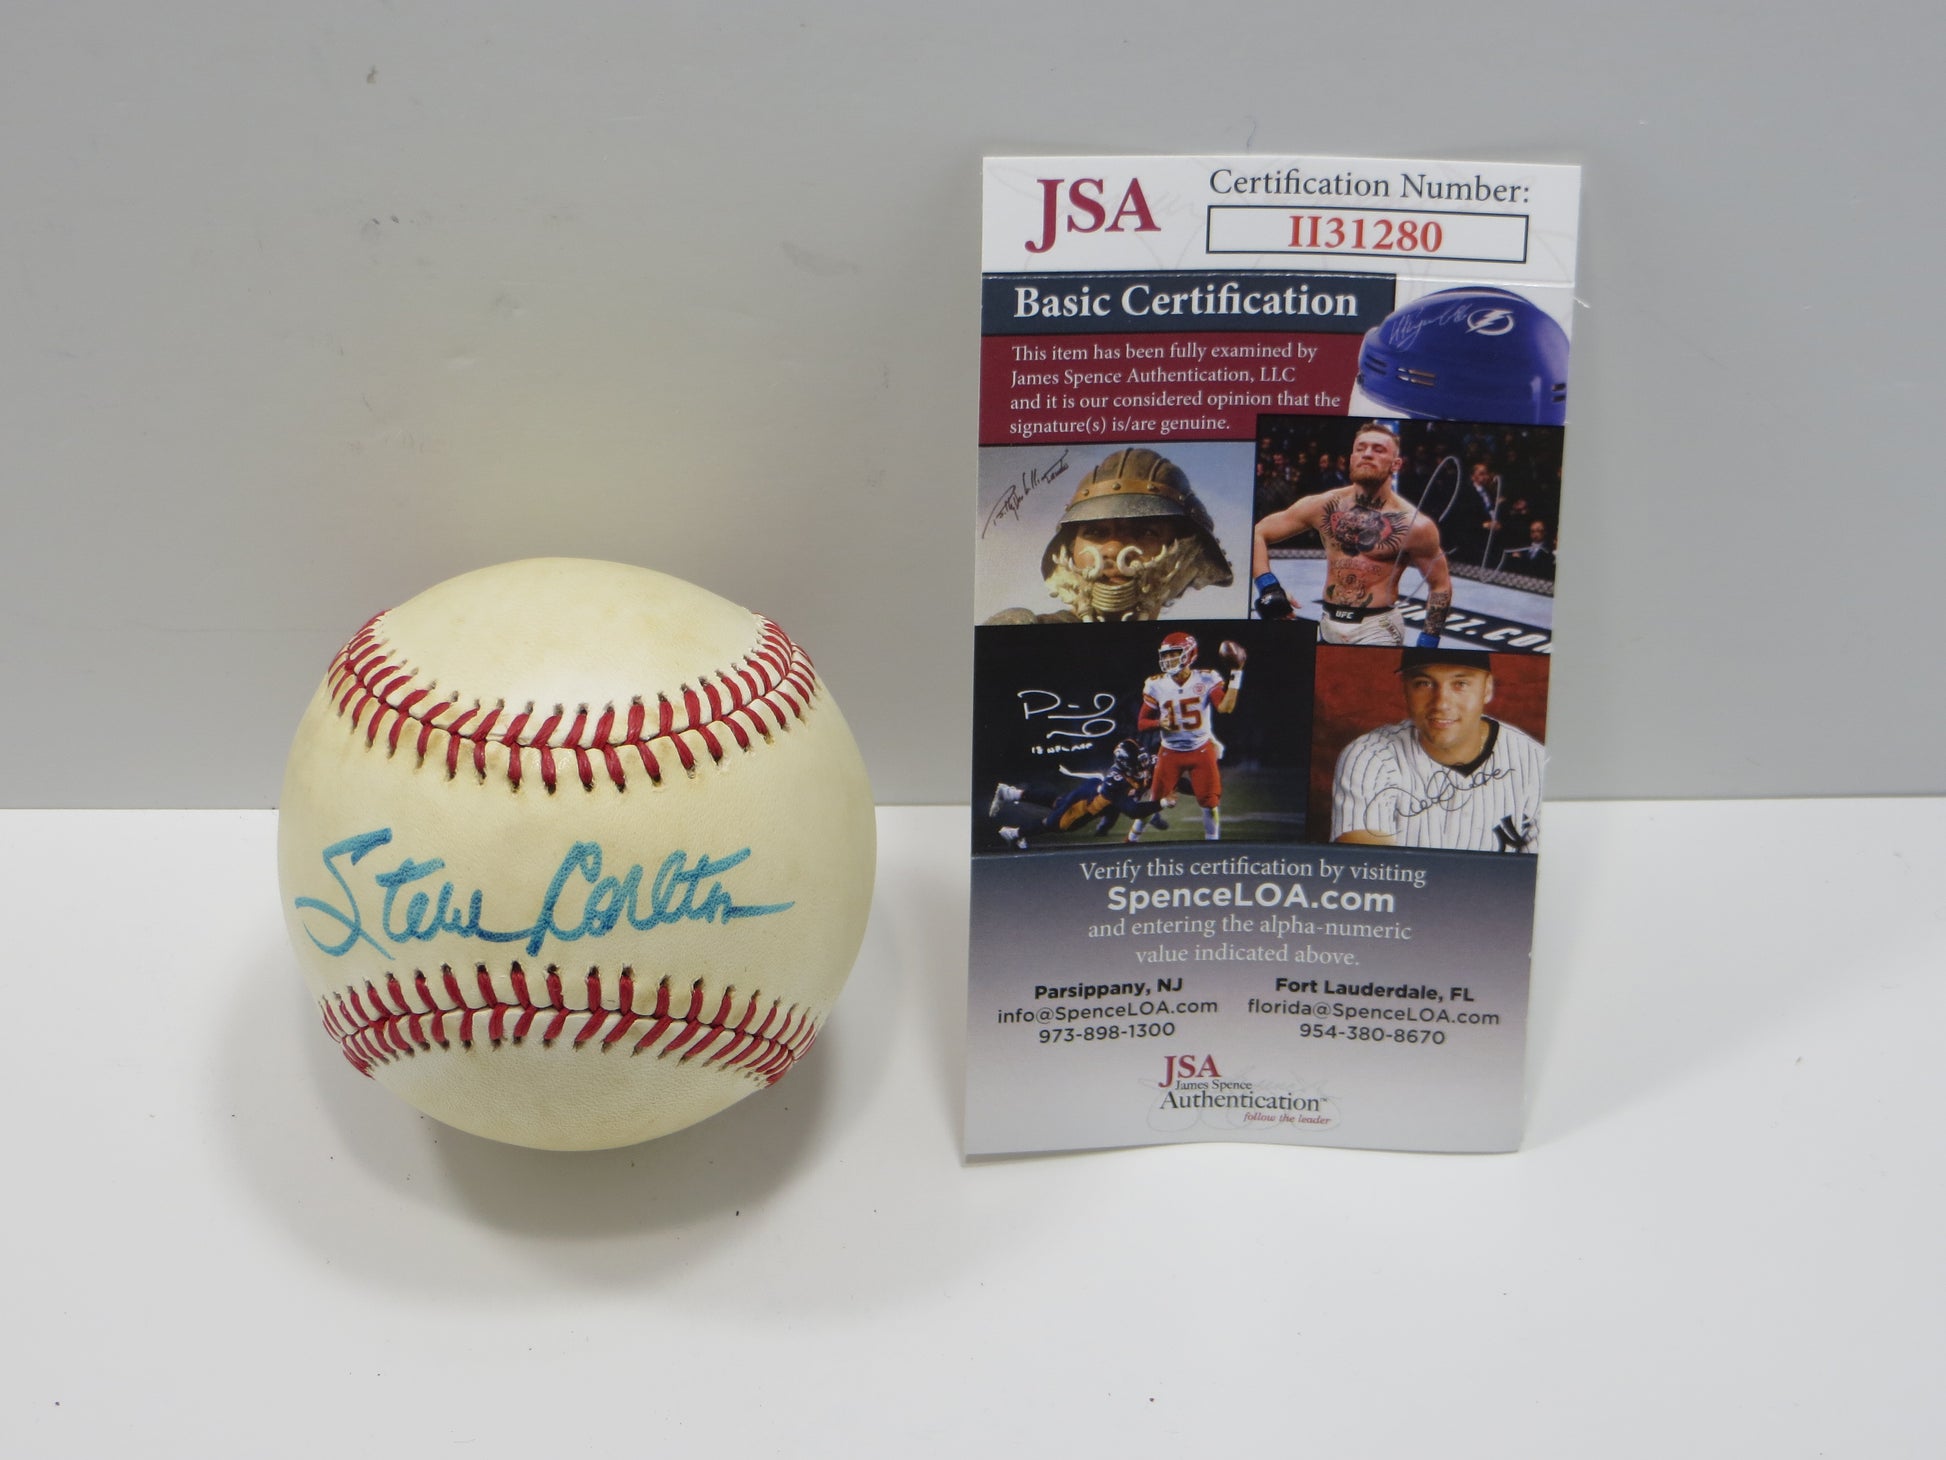 Steve Carlton
JSA
Certification Number:
II31280
Basic Certification
This item has been fully examined by
James Spence Authentication, LLC
and it is our considered opinion that the
signature(s) is/are genuine.
UFC
15
Verify this certification by visiting
SpenceLOA.com
and entering the alpha-numeric
value indicated above.
Parsippany, NJ
info@SpenceLOA.com
973-898-1300
Fort Lauderdale, FL
florida@SpenceLOA.com
954-380-8670
JSA
James Spence
Authentication™
follow the leader